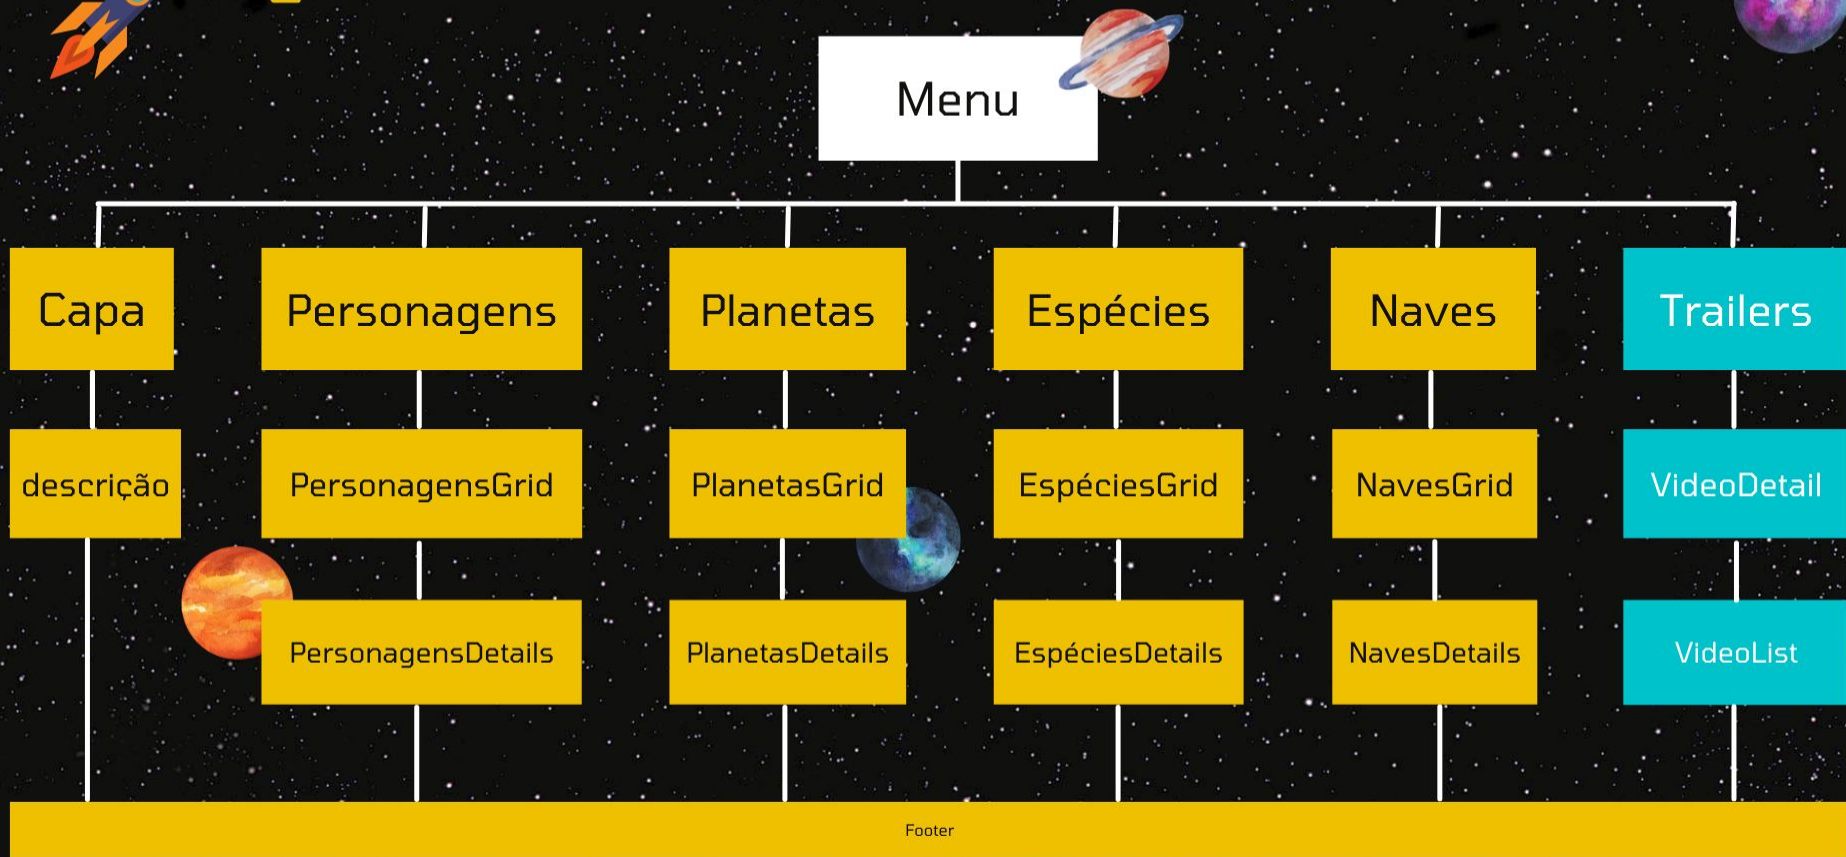 Menu
Capa
Personagens
Planetas
Espécies
Naves
Trailers
descrição
PersonagensGrid
PlanetasGrid
EspéciesGrid
NavesGrid
VideoDetail
PersonagensDetails
PlanetasDetails
EspéciesDetails
NavesDetails
VideoList
Footer